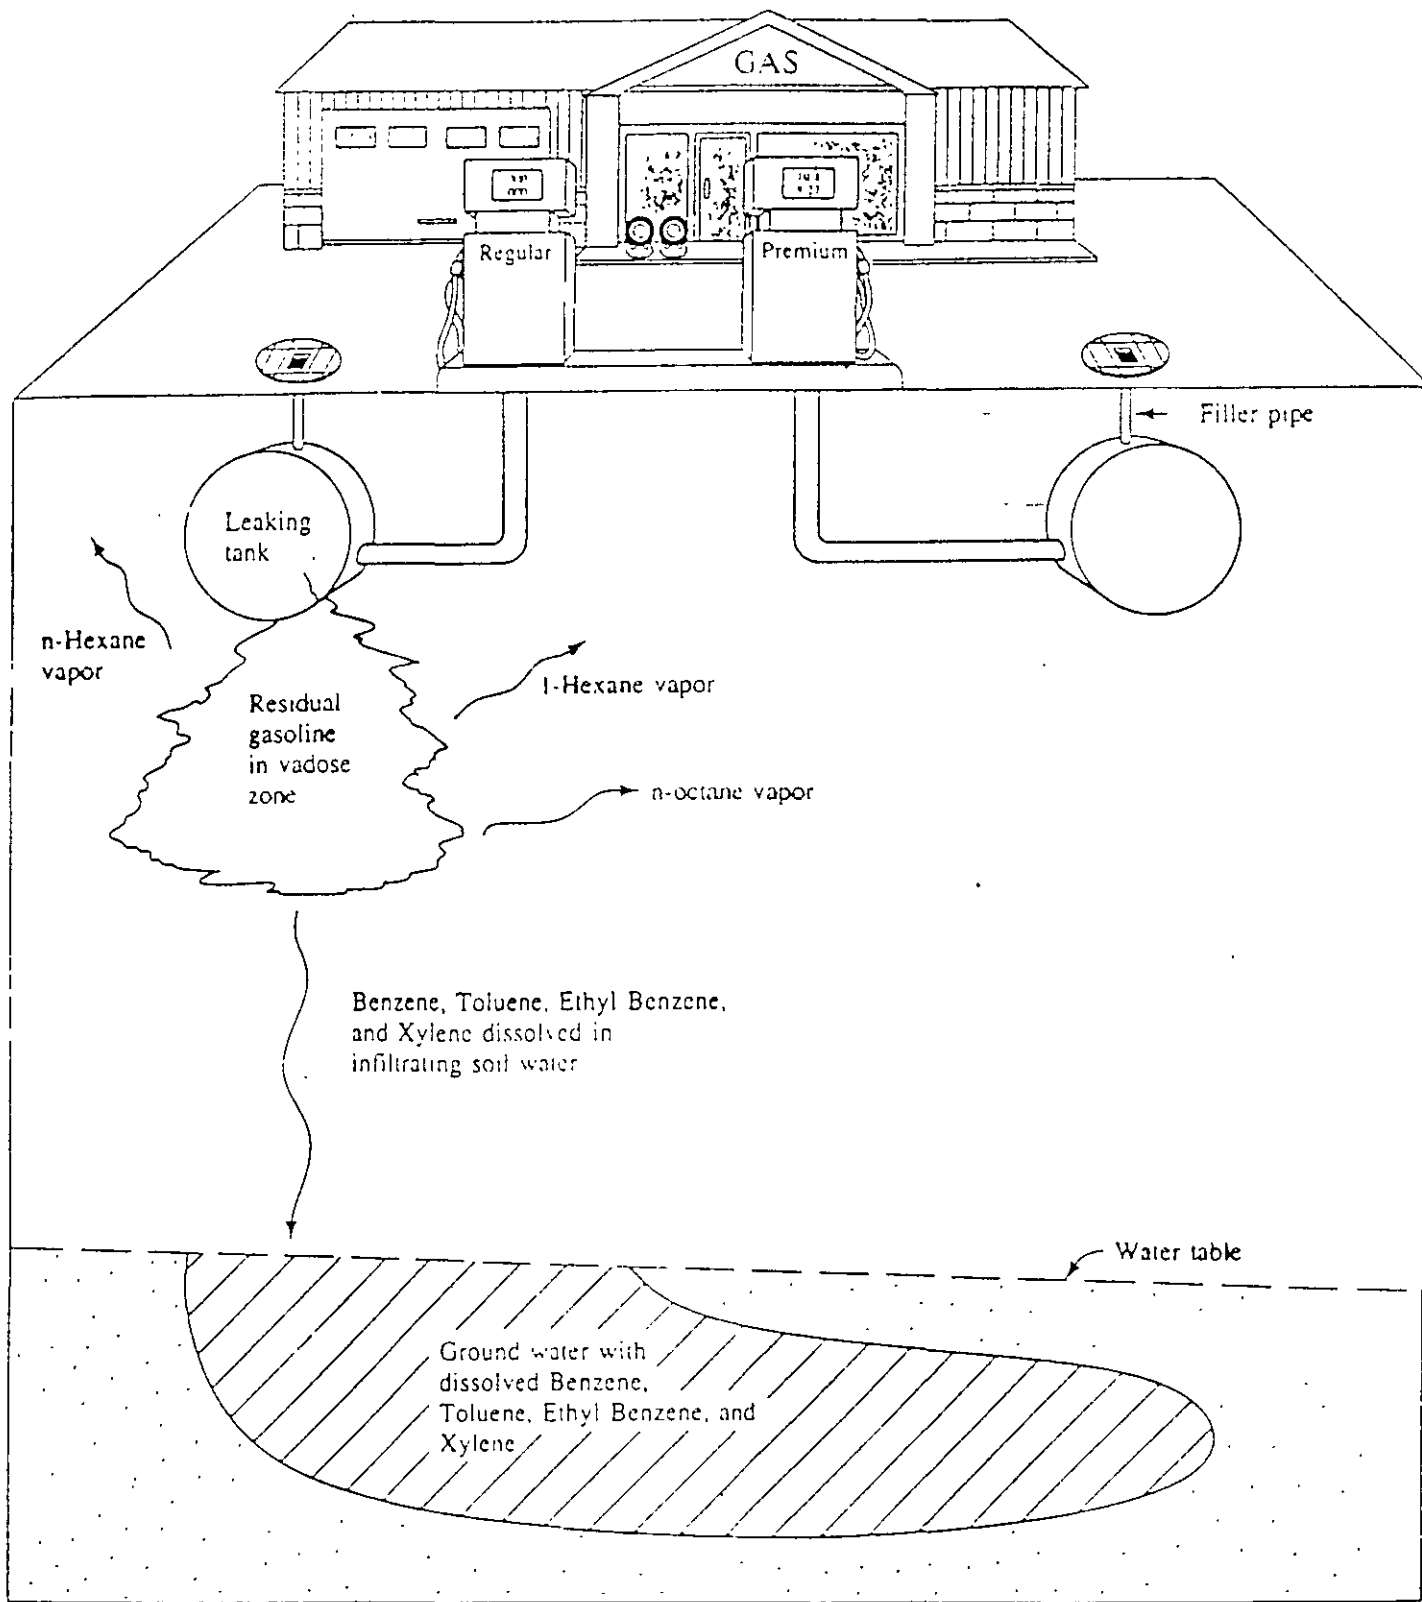 GAS
Regular
Premium
Filler pipe
Leaking
tank
n-Hexane
vapor
1-Hexane vapor
Residual
gasoline
in vadose
zone
n-octane vapor
Benzene, Toluene, Ethyl Benzene,
and Xylene dissolved in
infiltrating soil water
Water table
Ground water with
dissolved Benzene,
Toluene, Ethyl Benzene, and
Xylene